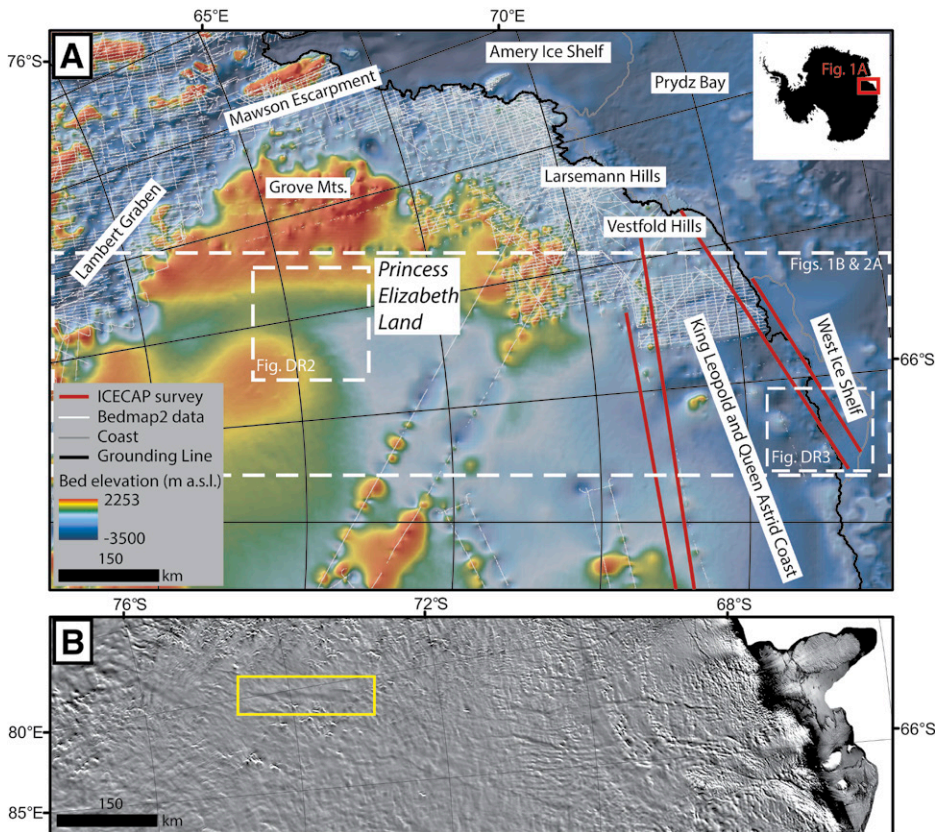 65°E
70°E
A
76°S
Amery Ice Shelf
Fig. 1A
Prydz Bay
Mawson Escarpment
Larsemann Hills
Grove Mts.
Lambert Graben
Vestfold Hills
Figs. 1B & 2A
Princess
Elizabeth
Land
King Leopold and Queen Astrid Coast
West Ice Shelf
66°S
Fig. DR2
Fig. DR3
ICECAP survey
Bedmap2 data
Coast
Grounding Line
Bed elevation (m a.s.l.)
2253
-3500
150
km
76°S
72°S
68°S
B
80°E
66°S
150
km
85°E